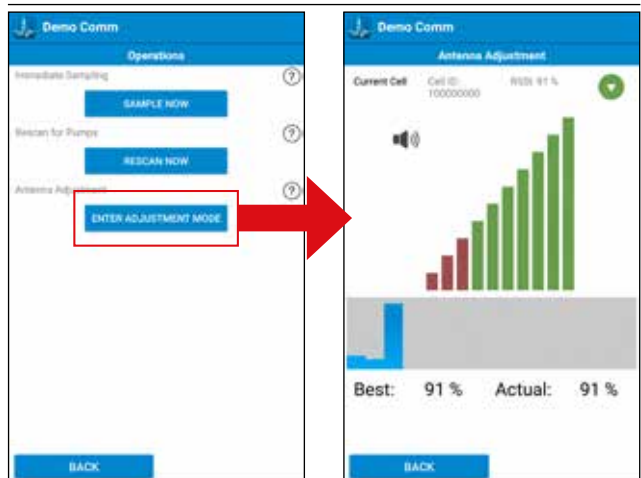 Demo Comm
Operations
Immediate Sampling
?
SAMPLE NOW
Rescan for Pumps
?
RESCAN NOW
Antenna Adjustment
?
ENTER ADJUSTMENT MODE
BACK
Demo Comm
Antenna Adjustment
Current Cell
Cell ID:
100000000
RSSI: 91 %
Best: 91 % Actual: 91 %
BACK